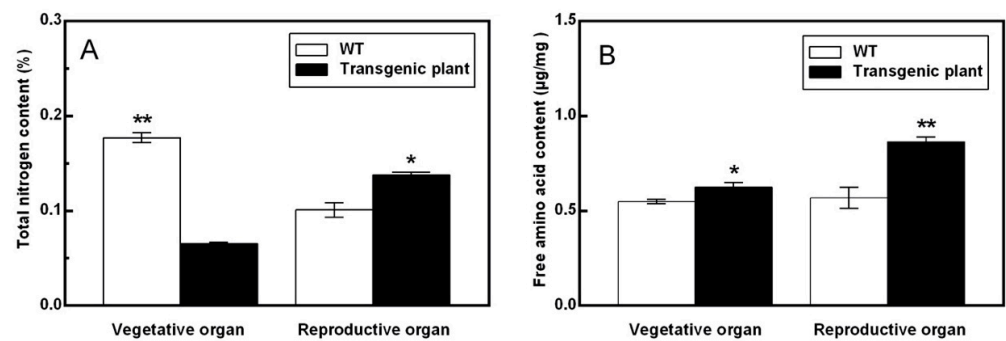 A
Total nitrogen content (%)
0.3
0.2
0.1
0.0
WT
Transgenic plant
**
*
Vegetative organ
Reproductive organ
B
Free amino acid content (µg/mg )
1.5
1.0
0.5
0.0
WT
Transgenic plant
*
**
Vegetative organ
Reproductive organ